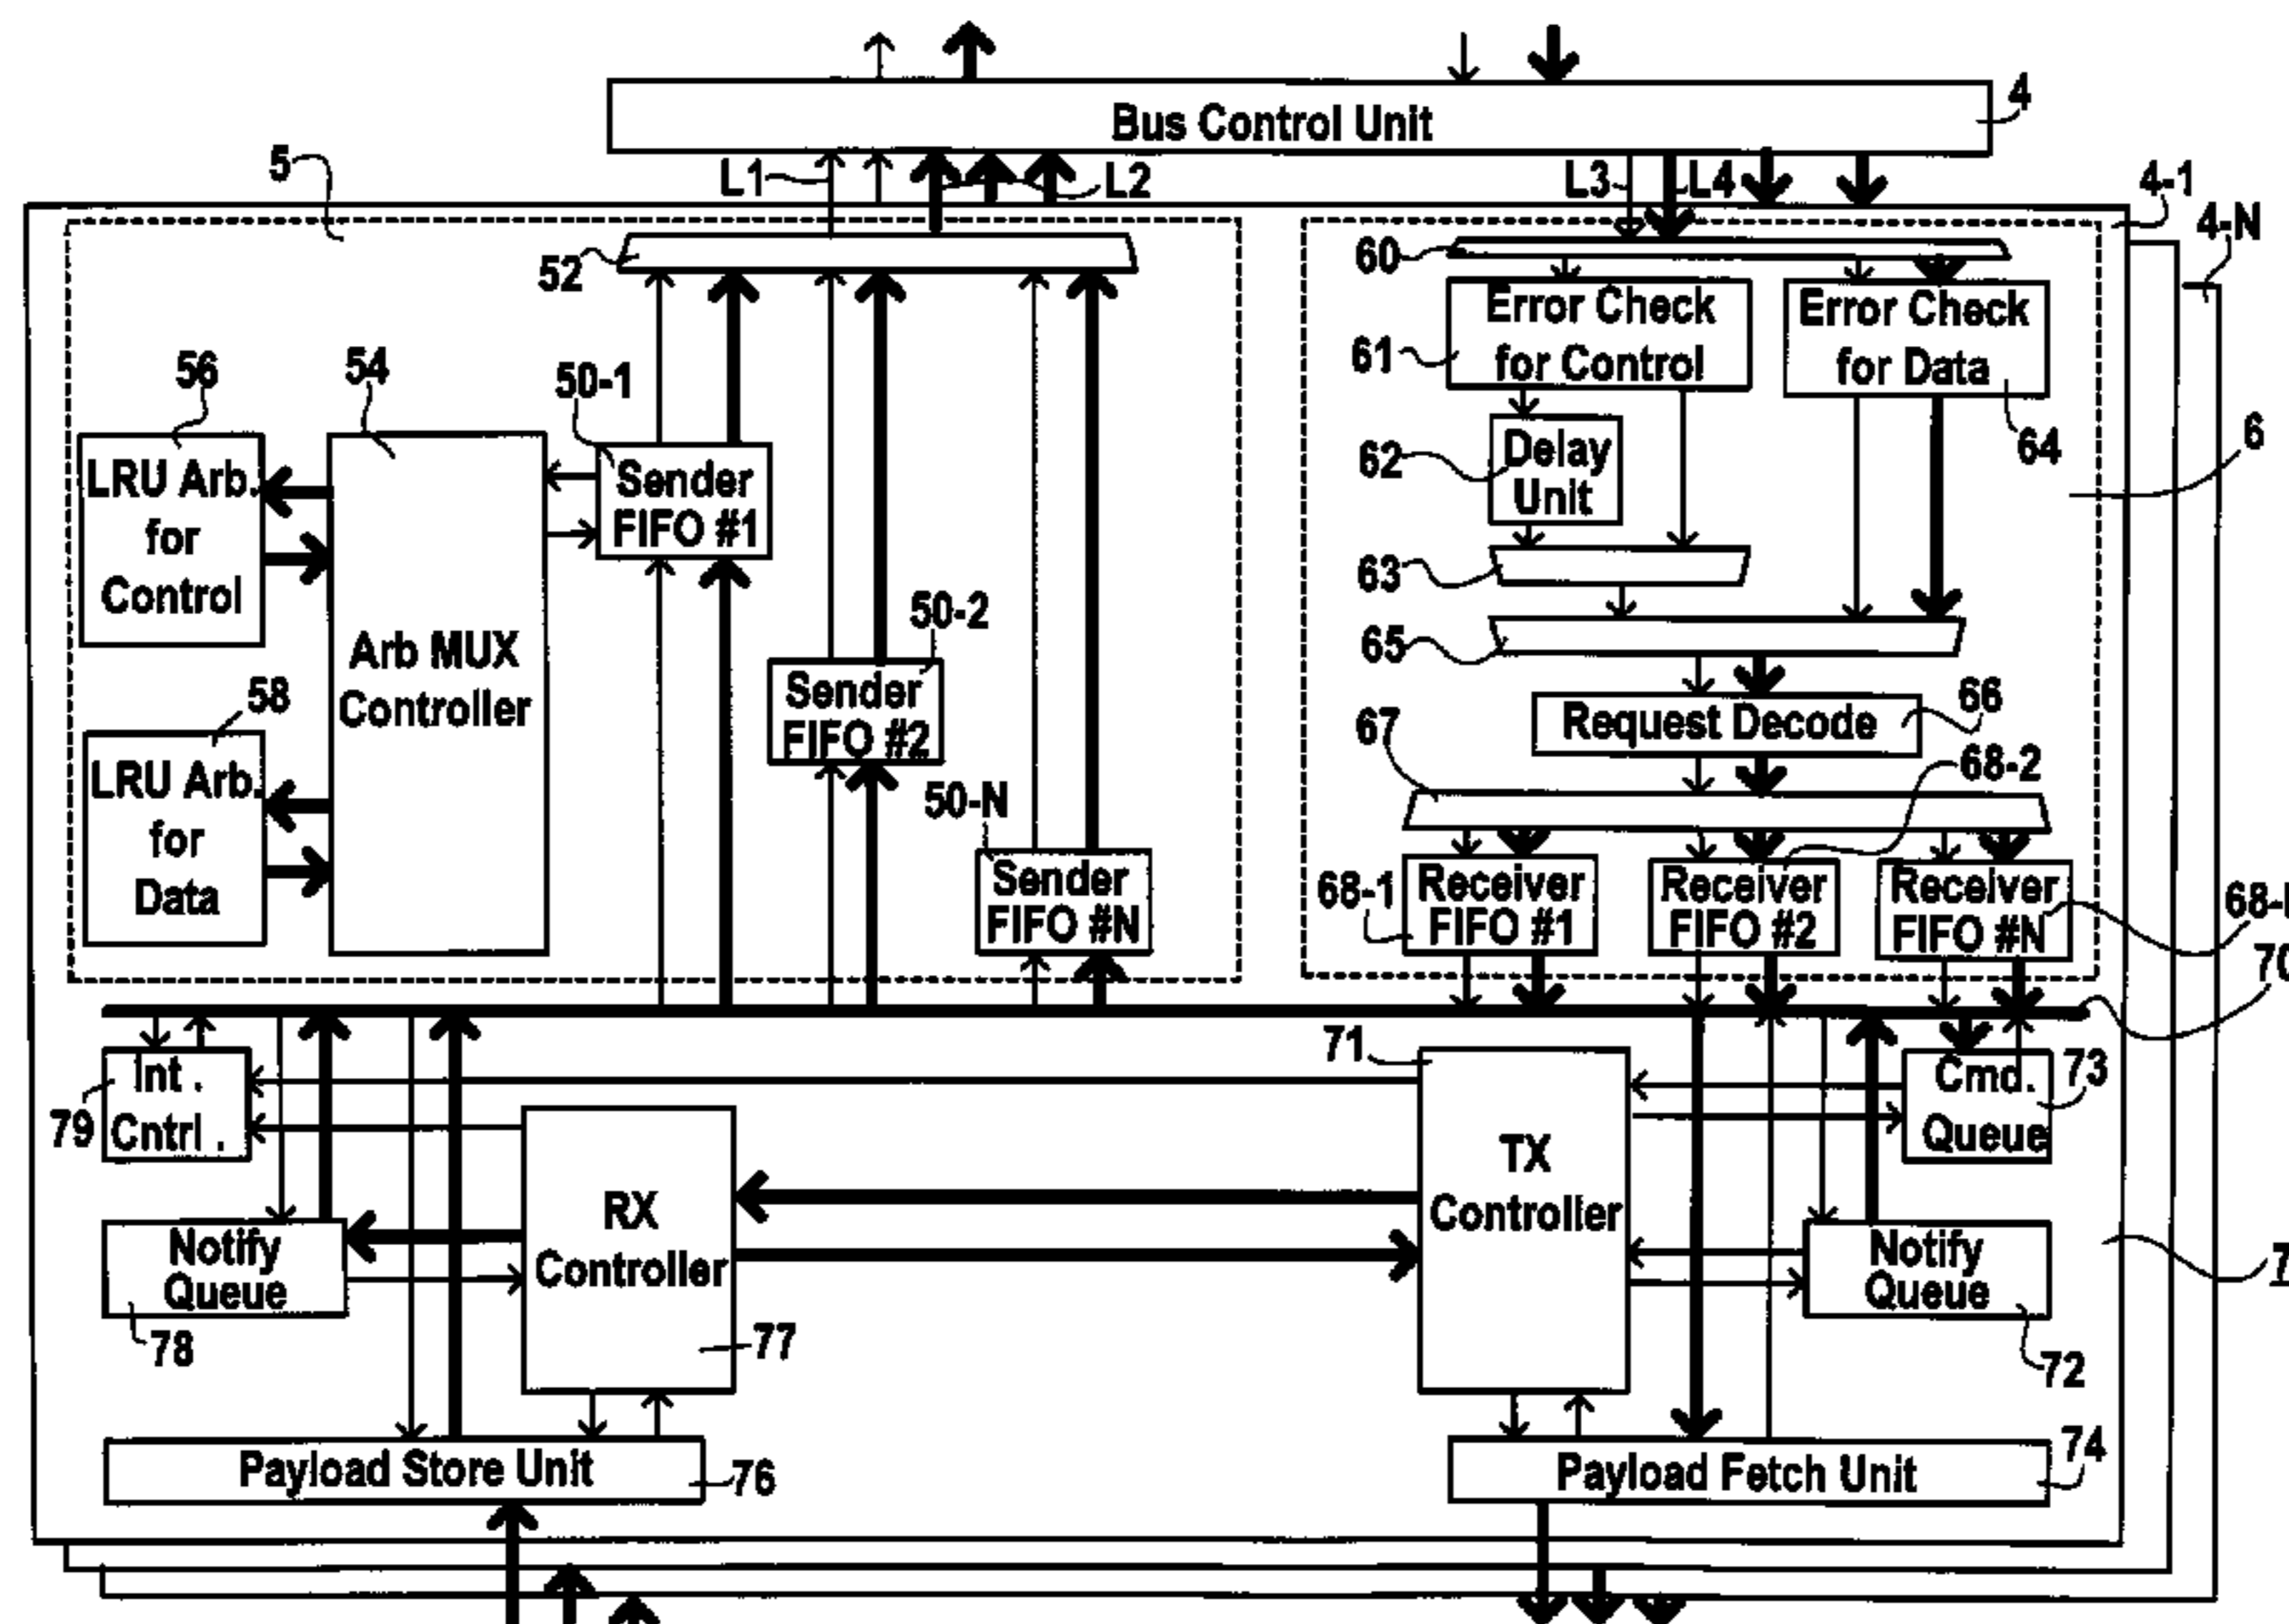 Bus Control Unit
4
5
L1
L2
L3
L4
4-1
4-N
52
60
Error Check
for Control
Error Check
for Data
61
56
54
50-1
64
6
LRU Arb.
for
Control
Sender
FIFO #1
62
Delay
Unit
63
50-2
65
Arb MUX
Controller
Sender
FIFO #2
58
67
Request Decode
66
68-2
LRU Arb.
for
Data
50-N
Sender
FIFO #N
68-1
Receiver
FIFO #1
Receiver
FIFO #2
Receiver
FIFO #N
70
71
79
Int .
Cntrl .
Cmd.
Queue
73
RX
Controller
TX
Controller
Notify
Queue
Notify
Queue
7
78
77
72
Payload Store Unit
76
Payload Fetch Unit
74